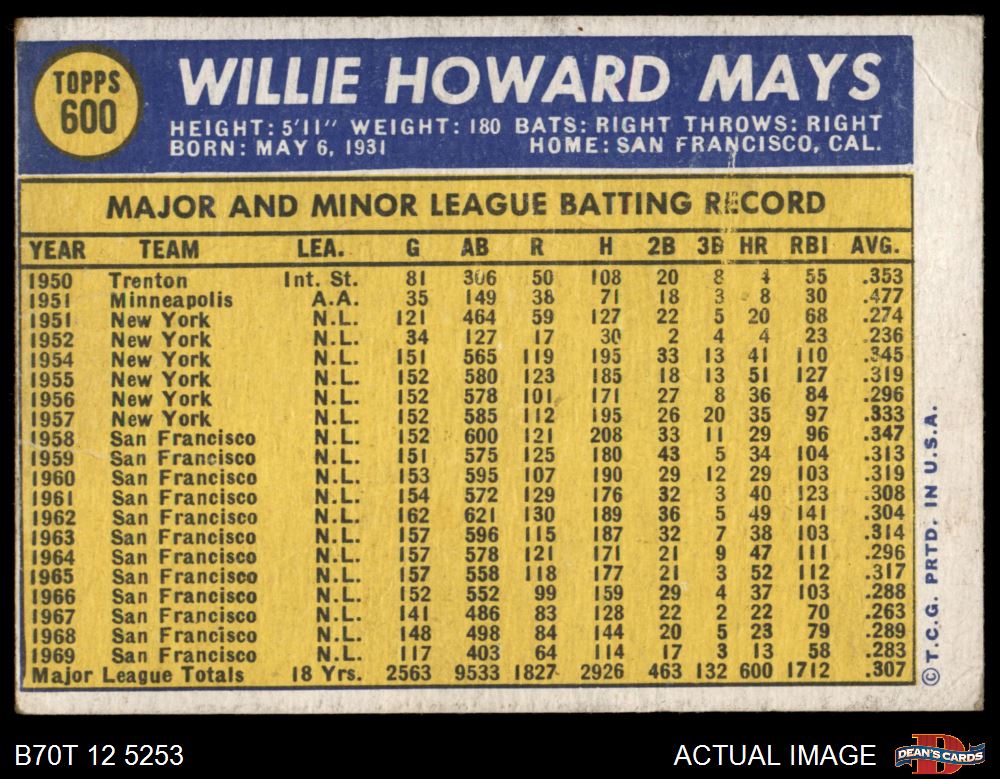 TOPPS
600
WILLIE HOWARD MAYS
HEIGHT: 5'11" WEIGHT: 180 BATS: RIGHT THROWS: RIGHT
BORN: MAY 6, 1931 HOME: SAN FRANCISCO, CAL.
MAJOR AND MINOR LEAGUE BATTING RECORD
YEAR TEAM LEA. G AB R H 2B 3B HR RBI AVG.
1950 Trenton Int. St. 81 306 50 108 20 8 4 55 .353
1951 Minneapolis A.A. 35 149 38 71 18 3 8 30 .477
1951 New York N.L. 121 464 59 127 22 5 20 68 .274
1952 New York N.L. 34 127 17 30 2 4 4 23 .236
1954 New York N.L. 151 565 119 195 33 13 41 110 .345
1955 New York N.L. 152 580 123 185 18 13 51 127 .319
1956 New York N.L. 152 578 101 171 27 8 36 84 .296
1957 New York N.L. 152 585 112 195 26 20 35 97 .333
1958 San Francisco N.L. 152 600 121 208 33 11 29 96 .347
1959 San Francisco N.L. 151 575 125 180 43 5 34 104 .313
1960 San Francisco N.L. 153 595 107 190 29 12 29 103 .319
1961 San Francisco N.L. 154 572 129 176 32 3 40 123 .308
1962 San Francisco N.L. 162 621 130 189 36 5 49 141 .304
1963 San Francisco N.L. 157 596 115 187 32 7 38 103 .314
1964 San Francisco N.L. 157 578 121 171 21 9 47 111 .296
1965 San Francisco N.L. 157 558 118 177 21 3 52 112 .317
1966 San Francisco N.L. 152 552 99 159 29 4 37 103 .288
1967 San Francisco N.L. 141 486 83 128 22 2 22 70 .263
1968 San Francisco N.L. 148 498 84 144 20 5 23 79 .289
1969 San Francisco N.L. 117 403 64 114 17 3 13 58 .283
Major League Totals 18 Yrs. 2563 9533 1827 2926 463 132 600 1712 .307
© T.C.G. PRTD. IN U.S.A.
B70T 12 5253
ACTUAL IMAGE
DEAN'S CARDS